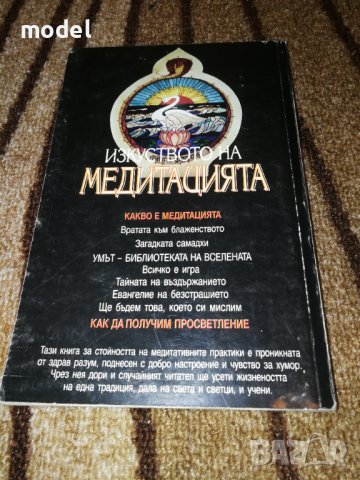 model
ИЗКУСТВОТО НА
МЕДИТАЦИЯТА
КАКВО Е МЕДИТАЦИЯТА
Вратата към блаженството
Загадката самадхи
УМЪТ – БИБЛИОТЕКАТА НА ВСЕЛЕНАТА
Всичко е игра
Тайната на въздържанието
Евангелие на безстрашието
Ще бъдем това, което си мислим
КАК ДА ПОЛУЧИМ ПРОСВЕТЛЕНИЕ
Тази книга за стойността на медитативните практики е проникната
от здрав разум, поднесен с добро настроение и чувство за хумор.
Чрез нея дори и случайният читател ще усети жизнеността
на една традиция, дала на света и светци, и учени.
BAZAR